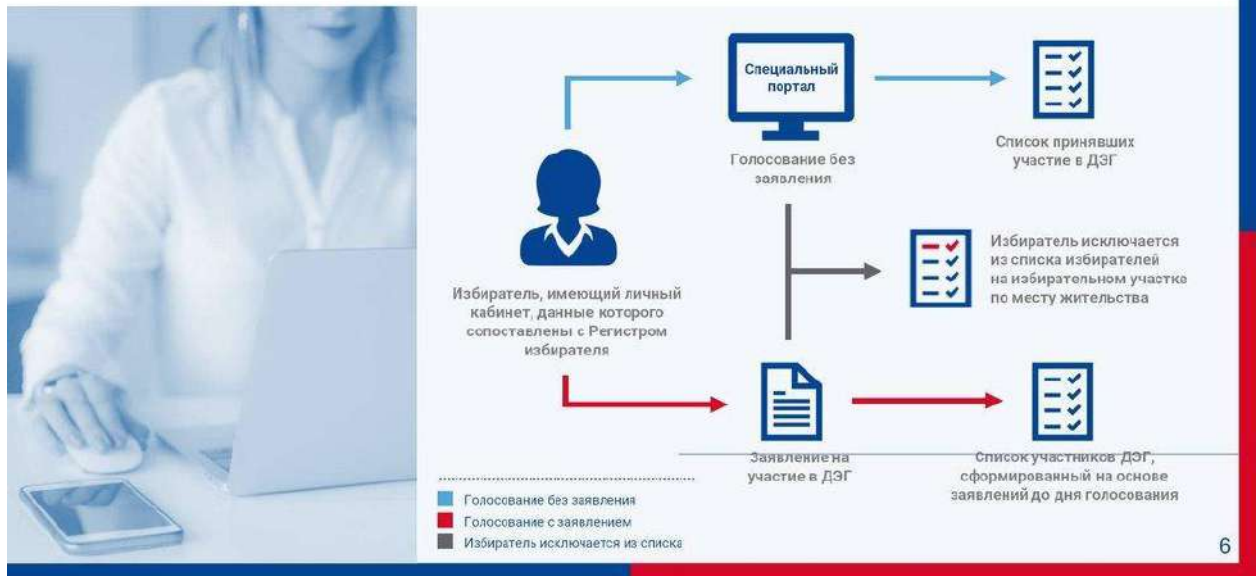 Специальный
портал
Голосование без
заявления
Список принявших
участие в ДЭГ
Избиратель, имеющий личный
кабинет, данные которого
сопоставлены с Регистром
избирателя
Избиратель исключается
из списка избирателей
на избирательном участке
по месту жительства
Заявление на
участие в ДЭГ
Список участников ДЭГ,
сформированный на основе
заявлений до дня голосования
Голосование без заявления
Голосование с заявлением
Избиратель исключается из списка
6